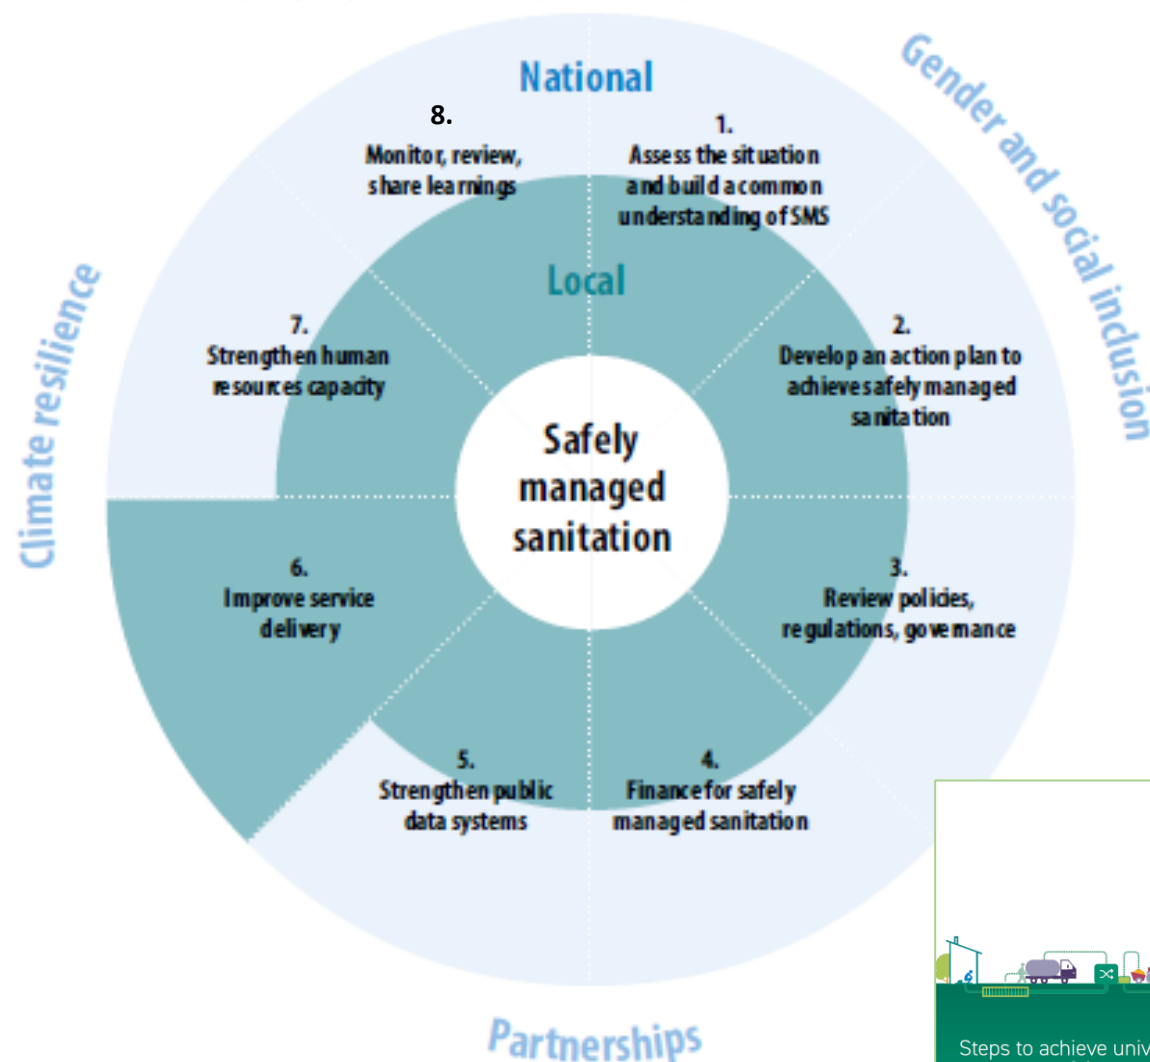 National
8.
Monitor, review,
share learnings
1.
Assess the situation
and build a common
understanding of SMS
Gender and social inclusion
Local
2.
Develop an action plan to
achieve safely managed
sanitation
7.
Strengthen human
resources capacity
Climate resilience
Safely
managed
sanitation
3.
Review policies,
regulations, governance
6.
Improve service
delivery
4.
Finance for safely
managed sanitation
5.
Strengthen public
data systems
Partnerships
Steps to achieve